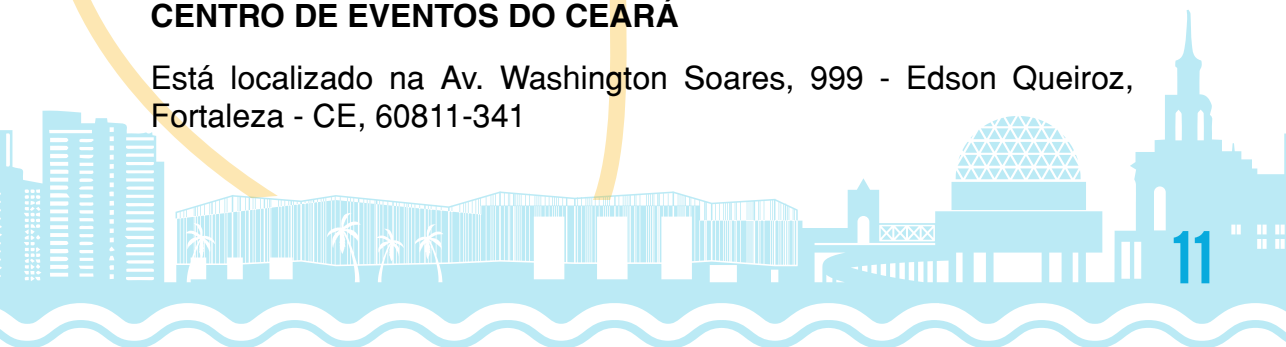 CENTRO DE EVENTOS DO CEARÁ
Está localizado na Av. Washington Soares, 999 - Edson Queiroz,
Fortaleza - CE, 60811-341
11